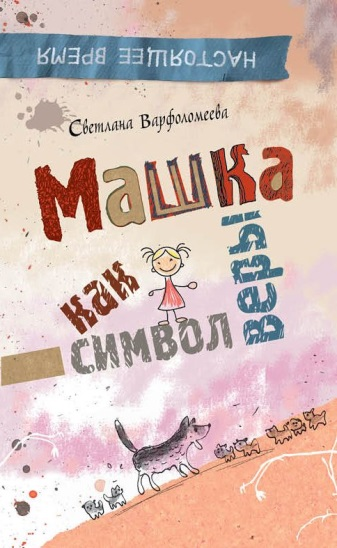 НАСТОЯЩЕЕ ВРЕМЯ
Светлана Варфоломеева
Машка
как
символ
веры